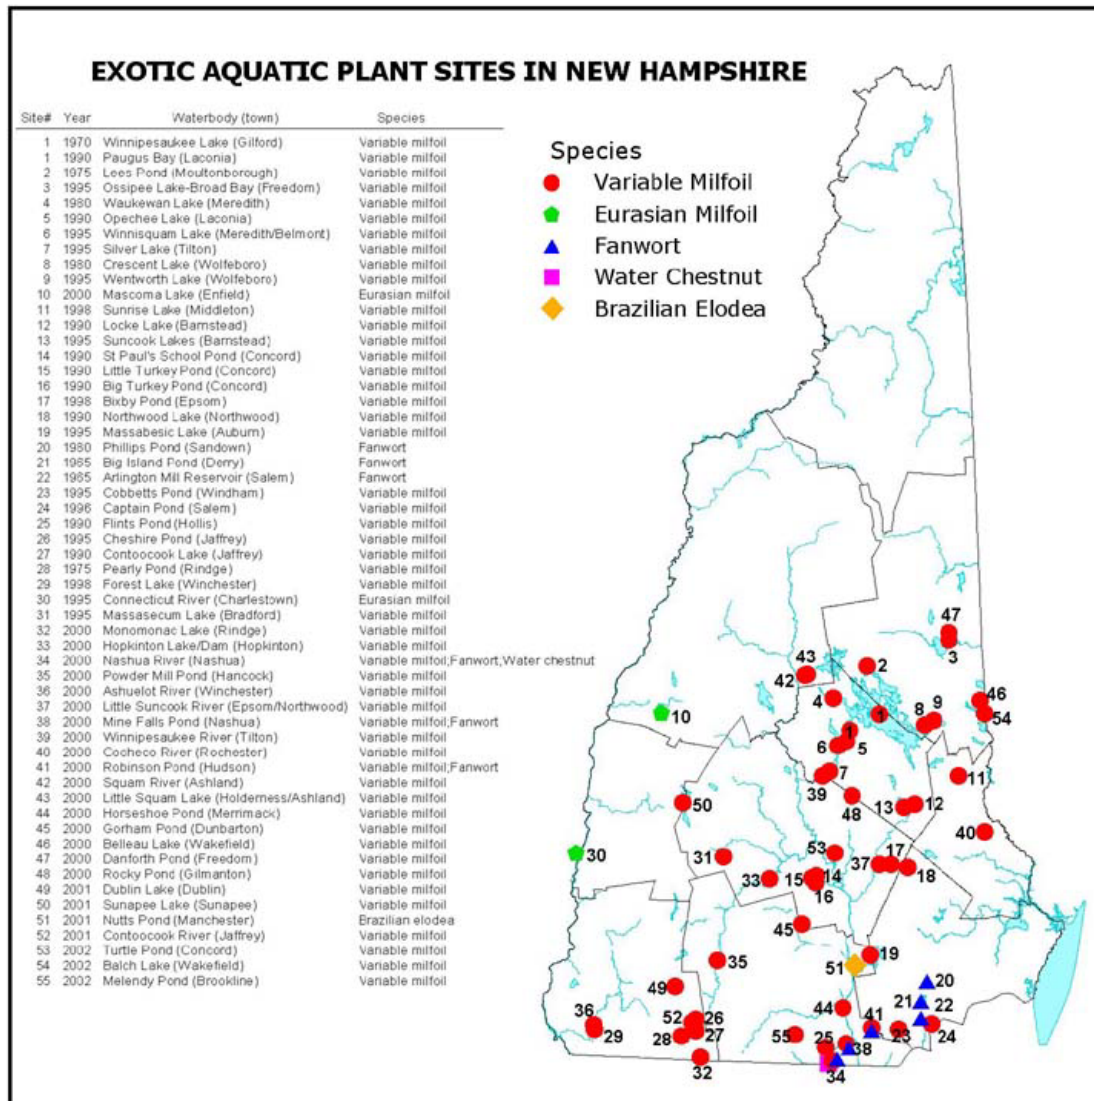 EXOTIC AQUATIC PLANT SITES IN NEW HAMPSHIRE
Site# Year Waterbody (town) Species
1 1970 Winnipesaukee Lake (Gilford) Variable milfoil
1 1990 Paugus Bay (Laconia) Variable milfoil
2 1975 Lees Pond (Moultonborough) Variable milfoil
3 1995 Ossipee Lake-Broad Bay (Freedom) Variable milfoil
4 1980 Waukewan Lake (Meredith) Variable milfoil
5 1990 Opechee Lake (Laconia) Variable milfoil
6 1995 Winnisquam Lake (Meredith/Belmont) Variable milfoil
7 1995 Silver Lake (Tilton) Variable milfoil
8 1980 Crescent Lake (Wolfeboro) Variable milfoil
9 1995 Wentworth Lake (Wolfeboro) Variable milfoil
10 2000 Mascoma Lake (Enfield) Eurasian milfoil
11 1998 Sunrise Lake (Middleton) Variable milfoil
12 1990 Locke Lake (Barnstead) Variable milfoil
13 1995 Suncook Lakes (Barnstead) Variable milfoil
14 1990 St Paul's School Pond (Concord) Variable milfoil
15 1990 Little Turkey Pond (Concord) Variable milfoil
16 1990 Big Turkey Pond (Concord) Variable milfoil
17 1998 Bixby Pond (Epsom) Variable milfoil
18 1990 Northwood Lake (Northwood) Variable milfoil
19 1995 Massabesic Lake (Auburn) Variable milfoil
20 1980 Phillips Pond (Sandown) Fanwort
21 1965 Big Island Pond (Derry) Fanwort
22 1965 Arlington Mill Reservoir (Salem) Fanwort
23 1995 Cobbetts Pond (Windham) Variable milfoil
24 1996 Captain Pond (Salem) Variable milfoil
25 1990 Flints Pond (Hollis) Variable milfoil
26 1995 Cheshire Pond (Jaffrey) Variable milfoil
27 1990 Contoocook Lake (Jaffrey) Variable milfoil
28 1975 Pearly Pond (Rindge) Variable milfoil
29 1998 Forest Lake (Winchester) Variable milfoil
30 1995 Connecticut River (Charlestown) Eurasian milfoil
31 1995 Massasecum Lake (Bradford) Variable milfoil
32 2000 Monomonac Lake (Rindge) Variable milfoil
33 2000 Hopkinton Lake/Dam (Hopkinton) Variable milfoil
34 2000 Nashua River (Nashua) Variable milfoil;Fanwort;Water chestnut
35 2000 Powder Mill Pond (Hancock) Variable milfoil
36 2000 Ashuelot River (Winchester) Variable milfoil
37 2000 Little Suncook River (Epsom/Northwood) Variable milfoil
38 2000 Mine Falls Pond (Nashua) Variable milfoil;Fanwort
39 2000 Winnipesaukee River (Tilton) Variable milfoil
40 2000 Cocheco River (Rochester) Variable milfoil
41 2000 Robinson Pond (Hudson) Variable milfoil;Fanwort
42 2000 Squam River (Ashland) Variable milfoil
43 2000 Little Squam Lake (Holderness/Ashland) Variable milfoil
44 2000 Horseshoe Pond (Merrimack) Variable milfoil
45 2000 Gorham Pond (Dunbarton) Variable milfoil
46 2000 Belleau Lake (Wakefield) Variable milfoil
47 2000 Danforth Pond (Freedom) Variable milfoil
48 2000 Rocky Pond (Gilmanton) Variable milfoil
49 2001 Dublin Lake (Dublin) Variable milfoil
50 2001 Sunapee Lake (Sunapee) Variable milfoil
51 2001 Nutts Pond (Manchester) Brazilian elodea
52 2001 Contoocook River (Jaffrey) Variable milfoil
53 2002 Turtle Pond (Concord) Variable milfoil
54 2002 Balch Lake (Wakefield) Variable milfoil
55 2002 Melendy Pond (Brookline) Variable milfoil
Species
Variable Milfoil
Eurasian Milfoil
Fanwort
Water Chestnut
Brazilian Elodea
47
3
43
2
42
46
4
10
1
8
9
54
1
6
5
7
11
39
50
48
13
12
40
30
53
31
37
17
18
33
15
14
16
45
35
19
51
20
49
21
22
44
36
52
26
41
29
28
27
55
25
38
23
24
32
34